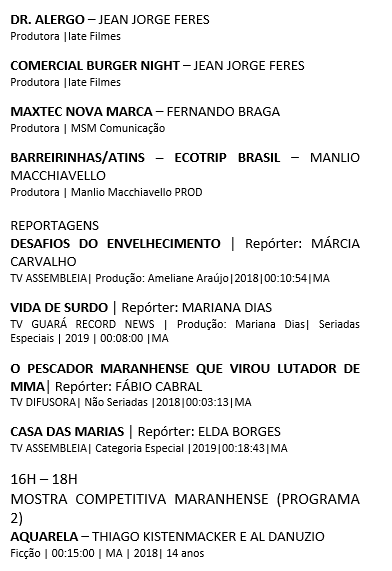 DR. ALERGO – JEAN JORGE FERES
Produtora |Iate Filmes
COMERCIAL BURGER NIGHT – JEAN JORGE FERES
Produtora |Iate Filmes
MAXTEC NOVA MARCA – FERNANDO BRAGA
Produtora | MSM Comunicação
BARREIRINHAS/ATINS – ECOTRIP BRASIL – MANLIO
MACCHIAVELLO
Produtora | Manlio Macchiavello PROD
REPORTAGENS
DESAFIOS DO ENVELHECIMENTO | Repórter: MÁRCIA
CARVALHO
TV ASSEMBLEIA| Produção: Ameliane Araújo|2018|00:10:54|MA
VIDA DE SURDO | Repórter: MARIANA DIAS
TV GUARÁ RECORD NEWS | Produção: Mariana Dias| Seriadas
Especiais | 2019 | 00:08:00 |MA
O PESCADOR MARANHENSE QUE VIROU LUTADOR DE
MMA| Repórter: FÁBIO CABRAL
TV DIFUSORA| Não Seriadas |2018|00:03:13|MA
CASA DAS MARIAS | Repórter: ELDA BORGES
TV ASSEMBLEIA| Categoria Especial |2019|00:18:43|MA
16H – 18H
MOSTRA COMPETITIVA MARANHENSE (PROGRAMA
2)
AQUARELA – THIAGO KISTENMACKER E AL DANUZIO
Ficção | 00:15:00 | MA | 2018| 14 anos